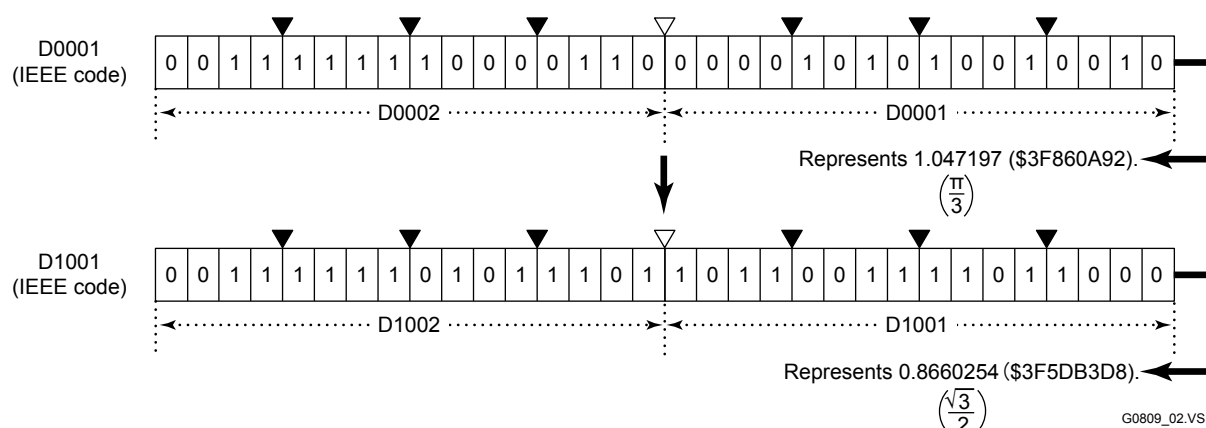 D0001
(IEEE code)
0 0 1 1 1 1 1 1 1 0 0 0 0 1 1 0 0 0 0 0 1 0 1 0 1 0 0 1 0 0 1 0
D0002 D0001
Represents 1.047197 ($3F860A92).
(π/3)
D1001
(IEEE code)
0 0 1 1 1 1 1 1 0 1 0 1 1 1 0 1 1 0 1 1 0 0 1 1 1 1 0 1 1 0 0 0
D1002 D1001
Represents 0.8660254 ($3F5DB3D8).
(√3/2)
G0809_02.VSD